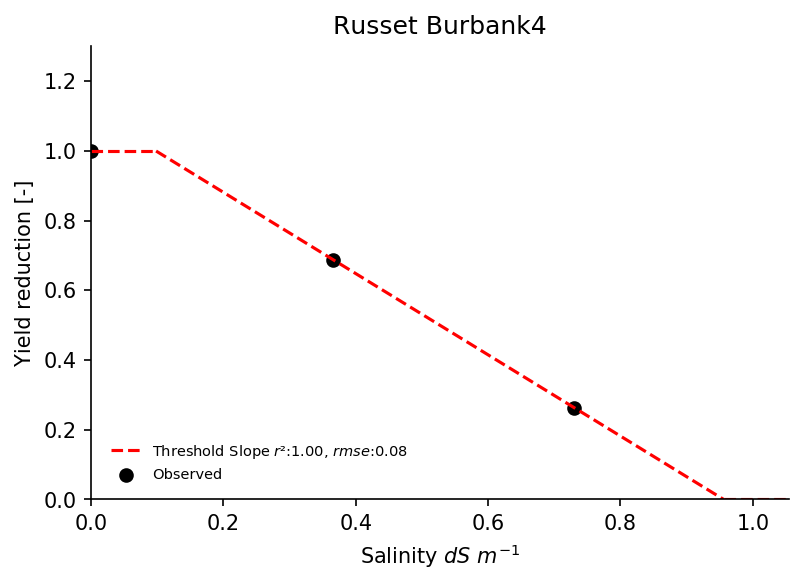 Russet Burbank4
Yield reduction [-]
1.2
1.0
0.8
0.6
0.4
0.2
0.0
Threshold Slope r²:1.00, rmse:0.08
Observed
0.0 0.2 0.4 0.6 0.8 1.0
Salinity dS m⁻¹